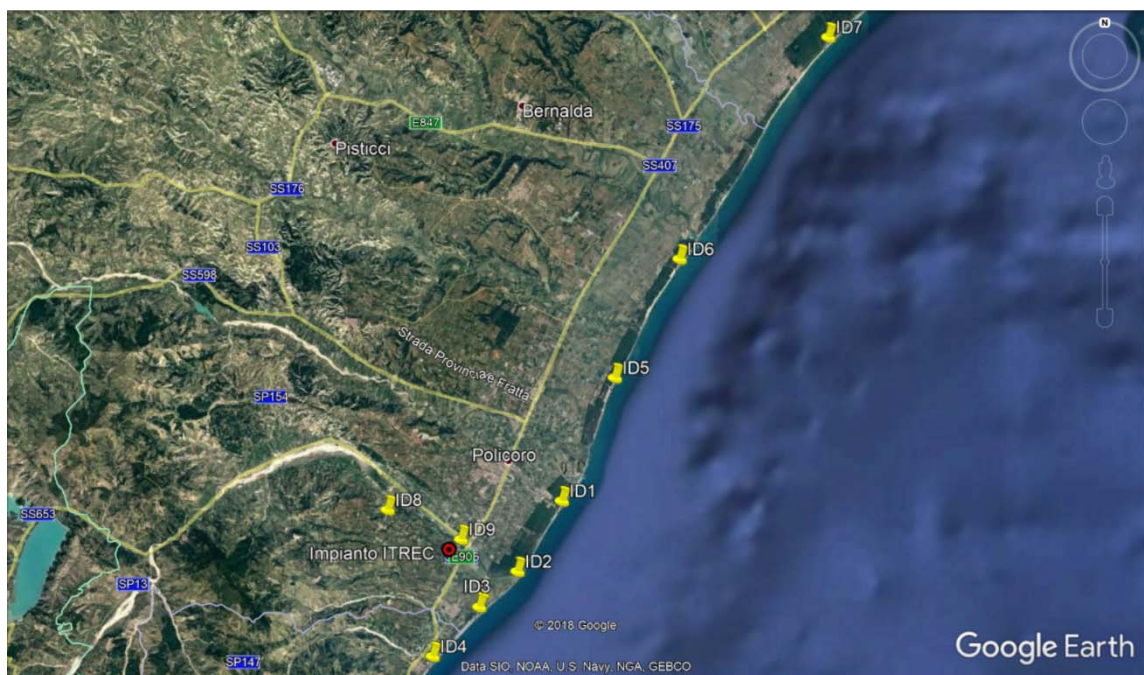 N
ID7
Bernalda
E847
SS175
Pisticci
SS407
SS176
SS103
ID6
SS598
Strada Provinciale Fratta
ID5
SP154
Policoro
ID1
ID8
SS653
ID9
Impianto ITREC
E905
ID2
SP13
ID3
© 2018 Google
ID4
Google Earth
SP147
Data SIO, NOAA, U.S. Navy, NGA, GEBCO